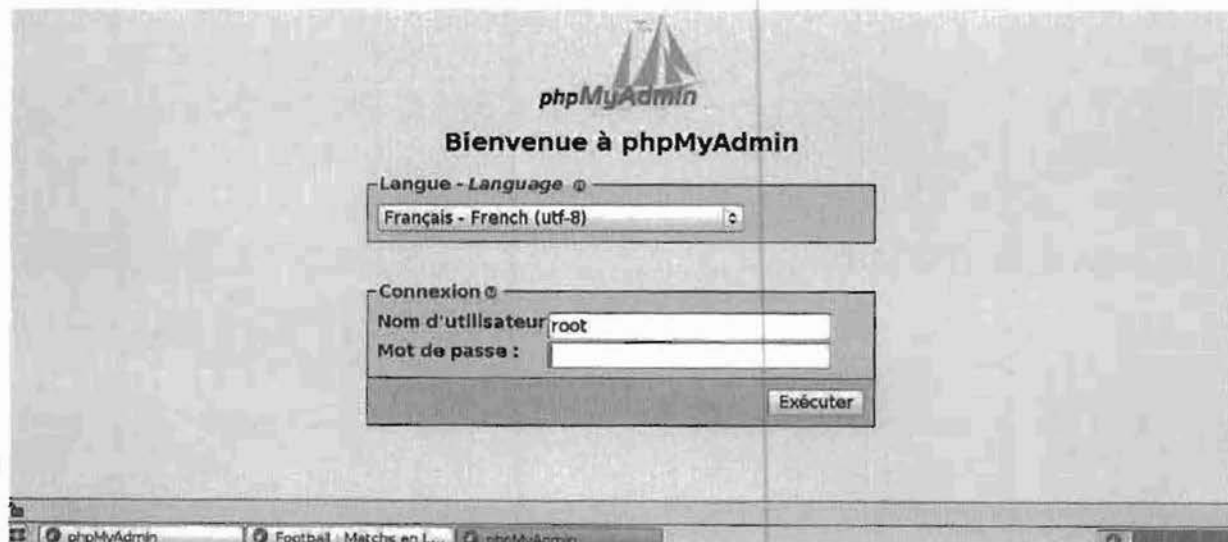 phpMyAdmin
Bienvenue à phpMyAdmin
Langue - Language
Français - French (utf-8)
Connexion
Nom d'utilisateur root
Mot de passe :
Exécuter
phpMyAdmin
Football : Matchs en L...
phpMyAdmin